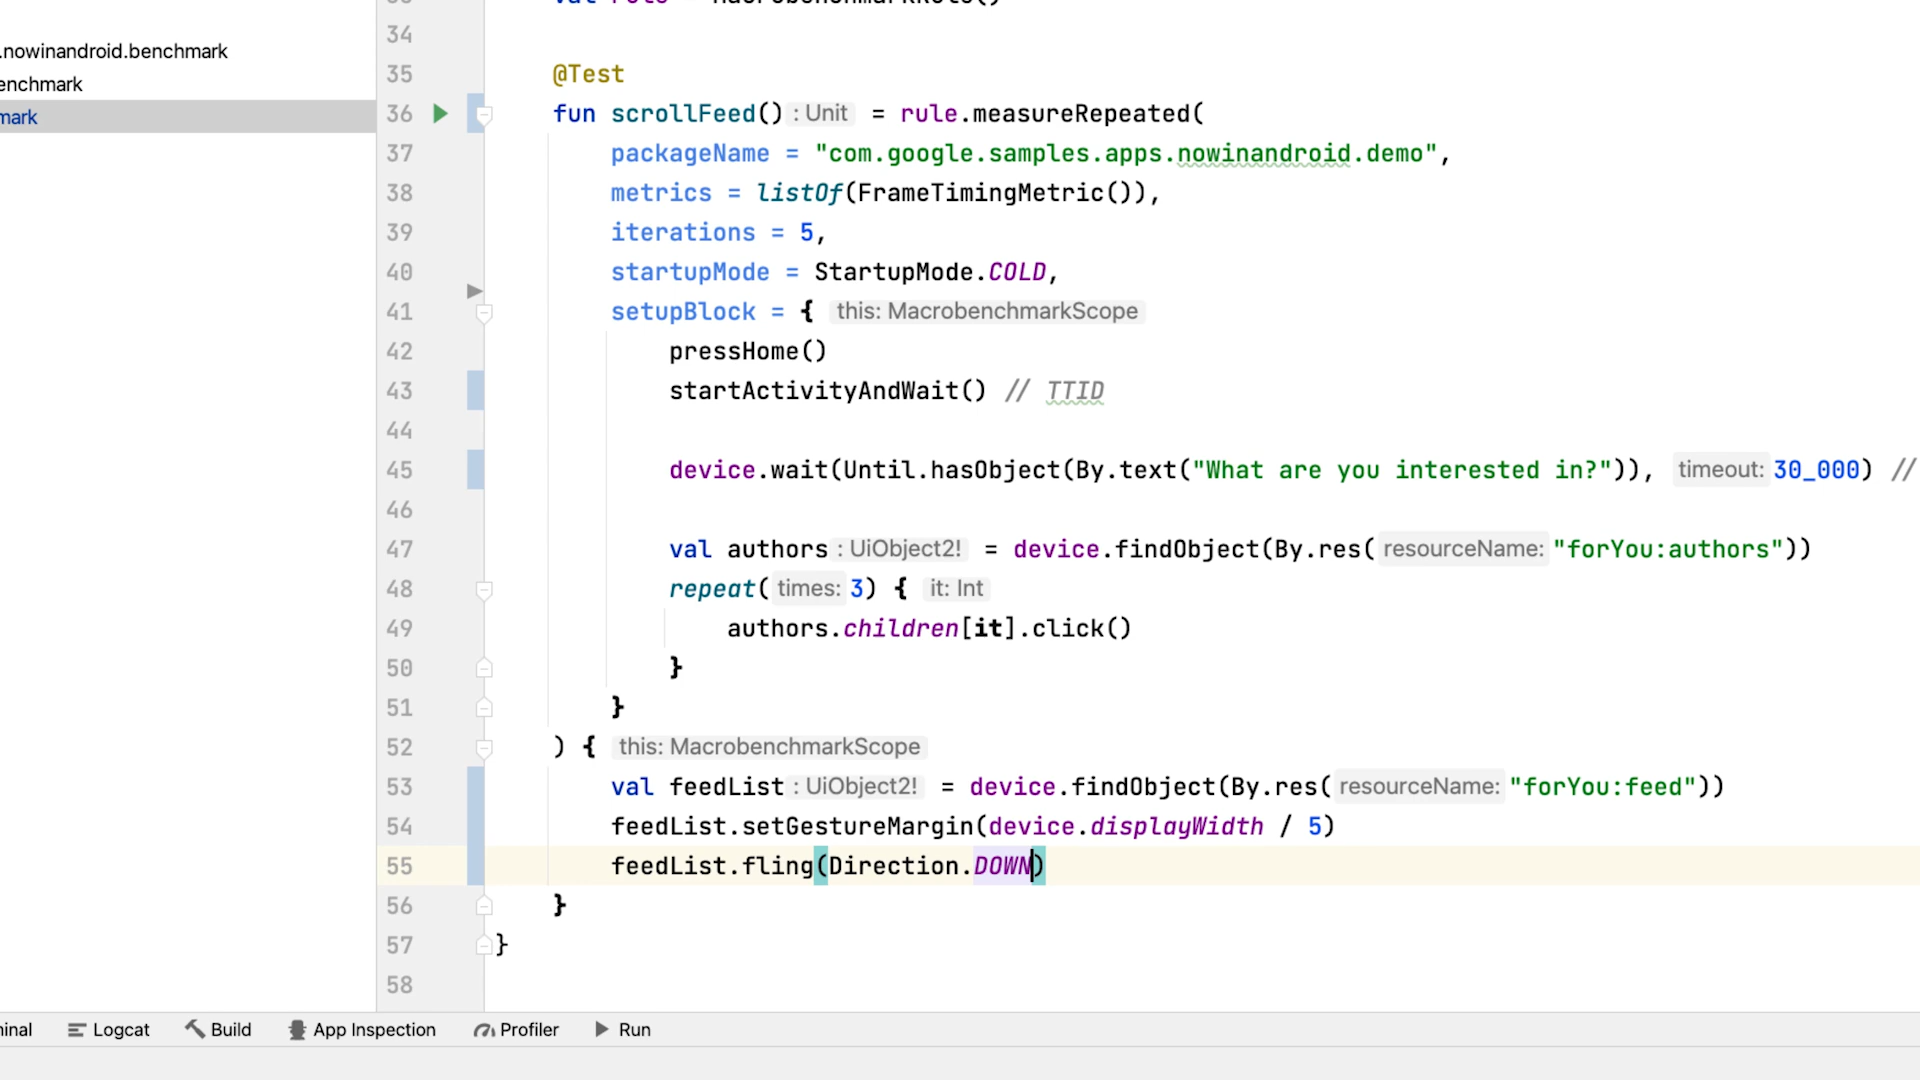 .nowinandroid.benchmark
enchmark
mark
34
35 @Test
36 fun scrollFeed() : Unit = rule.measureRepeated(
37 packageName = "com.google.samples.apps.nowinandroid.demo",
38 metrics = listOf(FrameTimingMetric()),
39 iterations = 5,
40 startupMode = StartupMode.COLD,
41 setupBlock = { this: MacrobenchmarkScope
42 pressHome()
43 startActivityAndWait() // TTID
44
45 device.wait(Until.hasObject(By.text("What are you interested in?")), timeout: 30_000) //
46
47 val authors : UiObject2! = device.findObject(By.res( resourceName: "forYou:authors"))
48 repeat( times: 3) { it: Int
49 authors.children[it].click()
50 }
51 }
52 ) { this: MacrobenchmarkScope
53 val feedList : UiObject2! = device.findObject(By.res( resourceName: "forYou:feed"))
54 feedList.setGestureMargin(device.displayWidth / 5)
55 feedList.fling(Direction.DOWN)
56 }
57 }
58
inal Logcat Build App Inspection Profiler Run